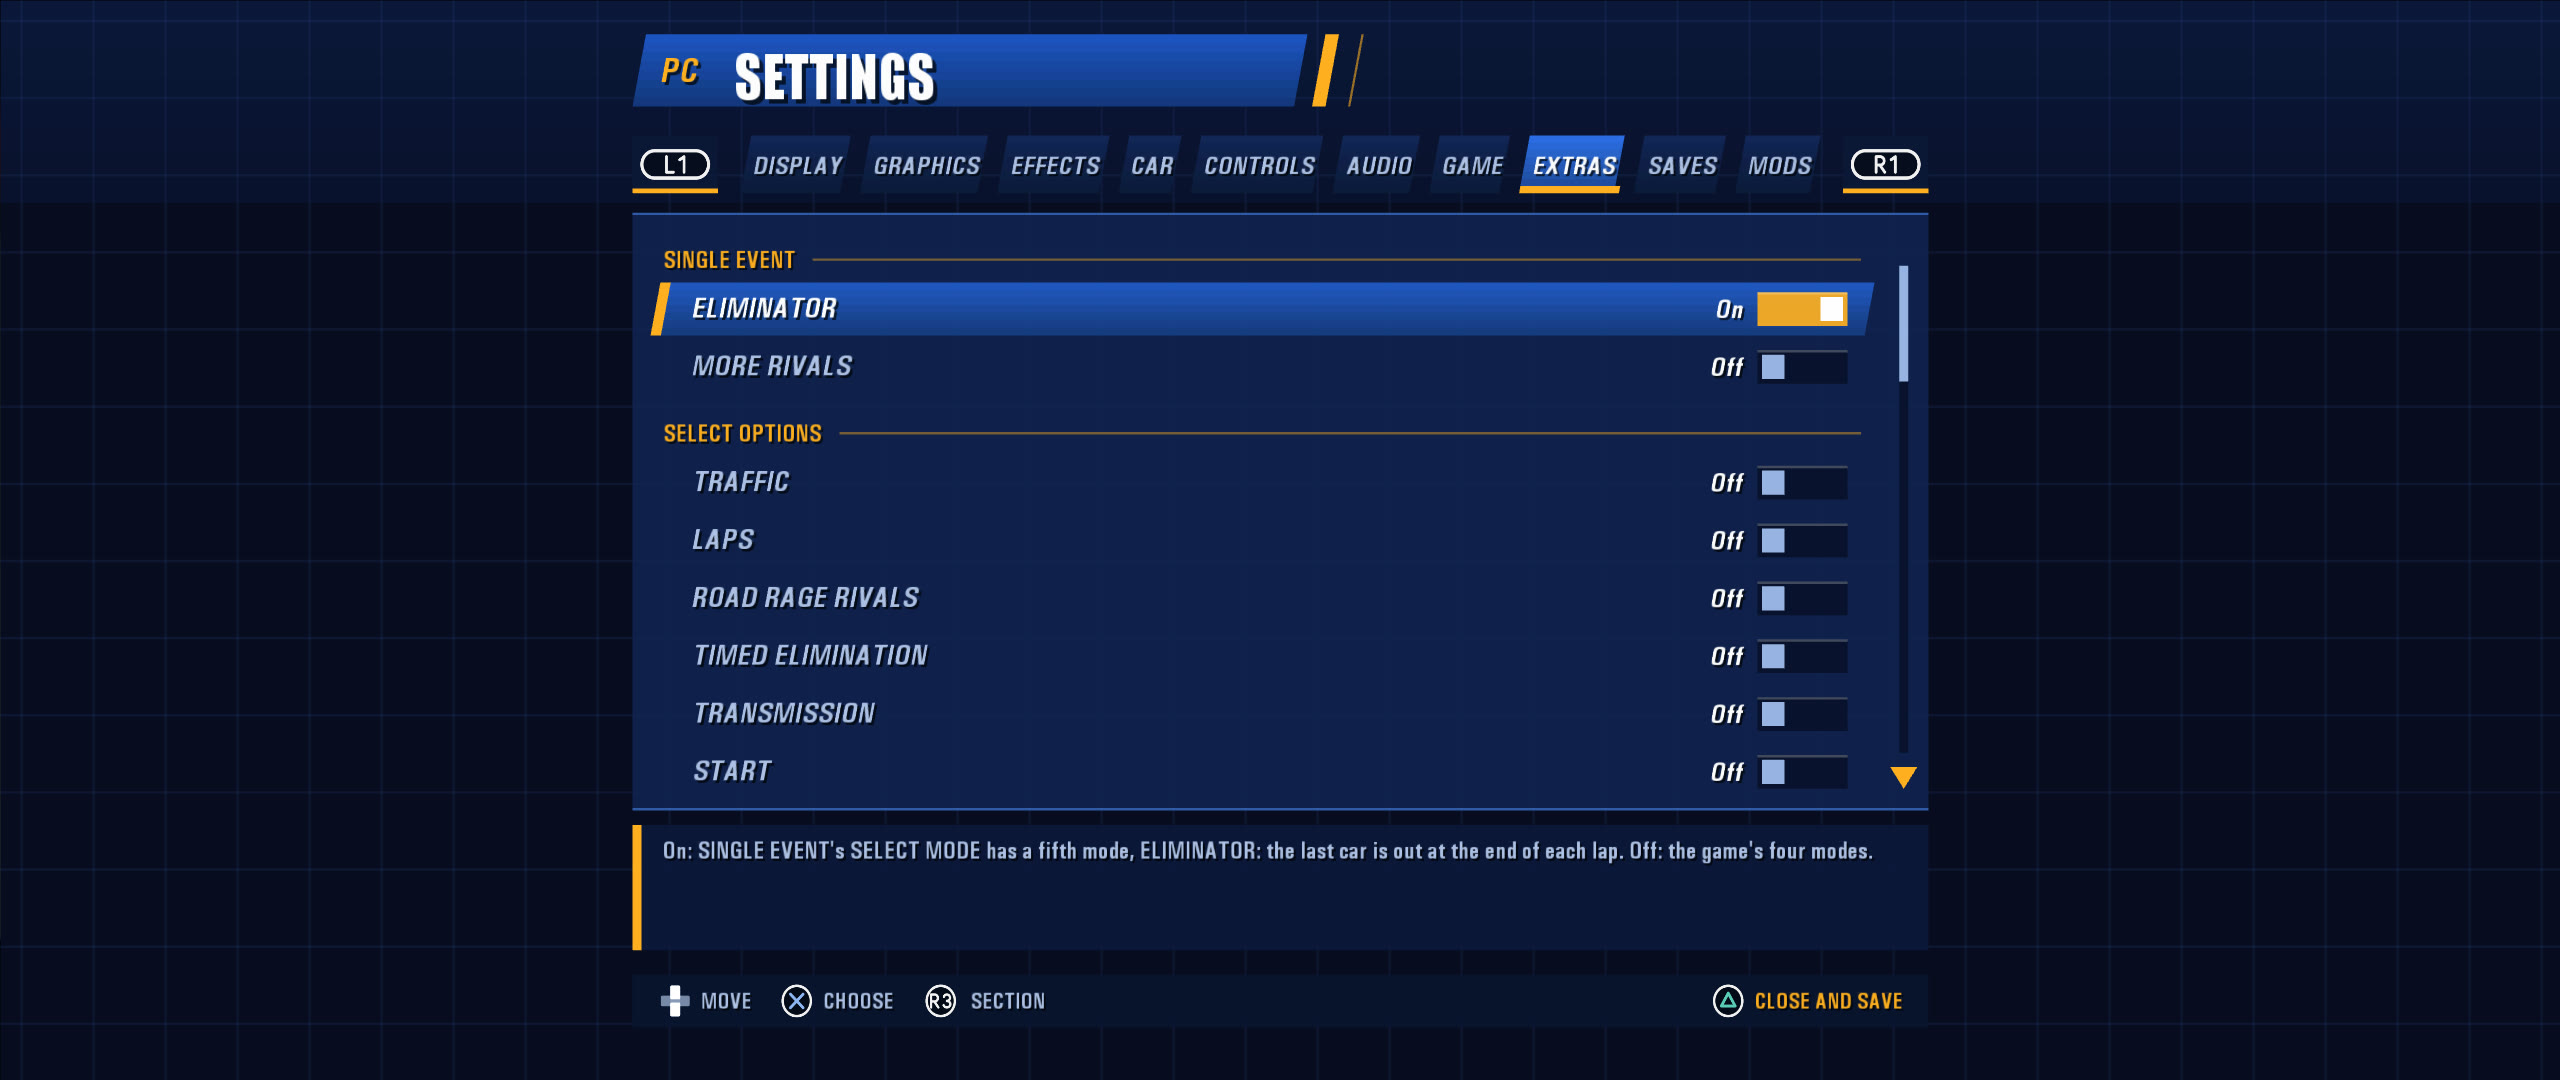 PC SETTINGS
L1 DISPLAY GRAPHICS EFFECTS CAR CONTROLS AUDIO GAME EXTRAS SAVES MODS R1
SINGLE EVENT
ELIMINATOR On
MORE RIVALS Off
SELECT OPTIONS
TRAFFIC Off
LAPS Off
ROAD RAGE RIVALS Off
TIMED ELIMINATION Off
TRANSMISSION Off
START Off
On: SINGLE EVENT's SELECT MODE has a fifth mode, ELIMINATOR: the last car is out at the end of each lap. Off: the game's four modes.
MOVE CHOOSE R3 SECTION CLOSE AND SAVE